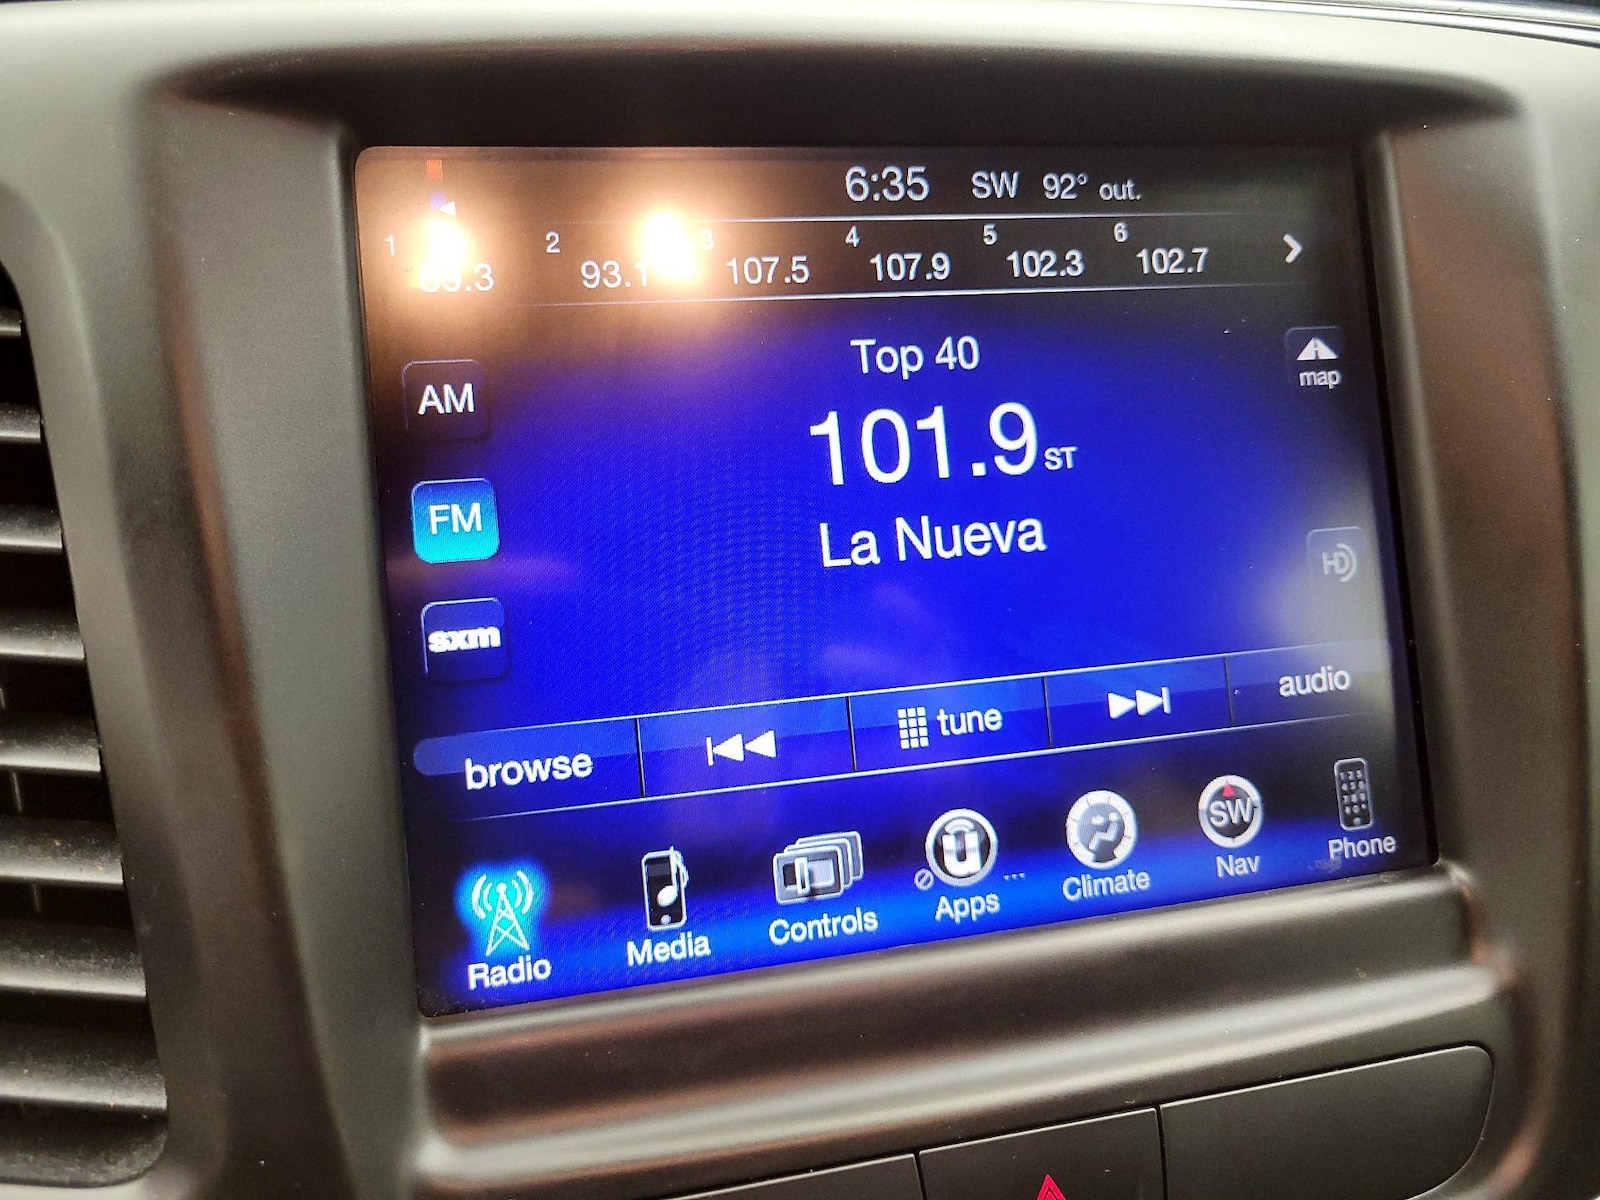 6:35 SW 92° out.
1 2 93.1 3 107.5 4 107.9 5 102.3 6 102.7
Top 40
map
AM
101.9 ST
FM
La Nueva
HD
sxm
browse tune audio
Radio Media Controls Apps Climate SW Nav Phone